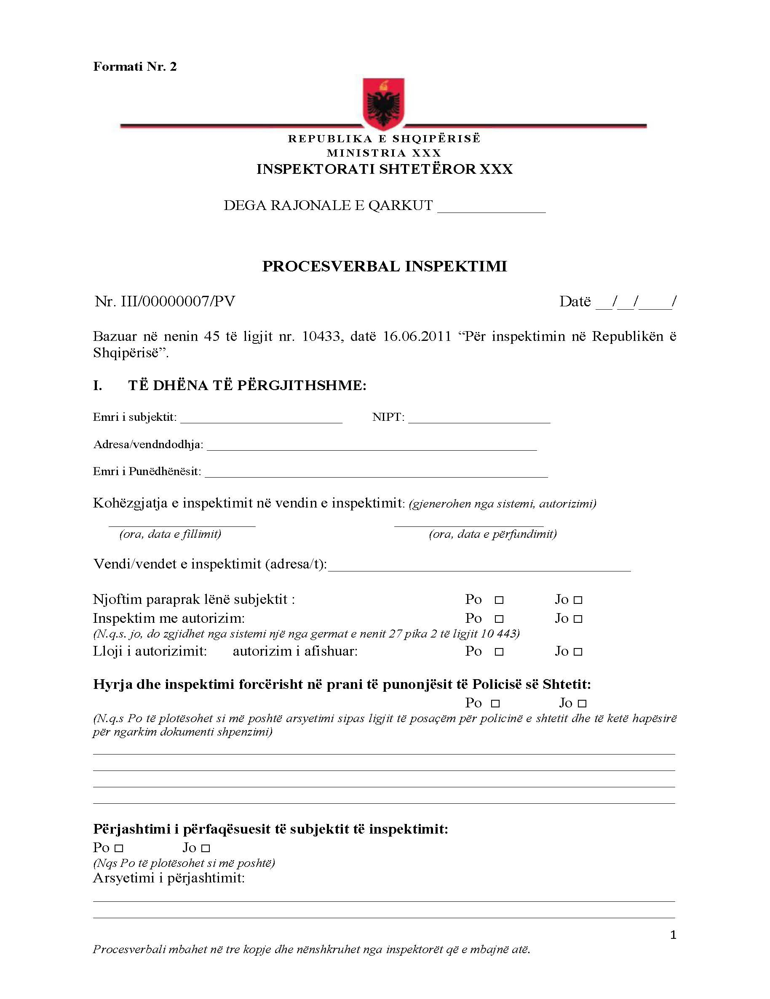 Formati Nr. 2
REPUBLIKA E SHQIPËRISË
MINISTRIA XXX
INSPEKTORATI SHTETËROR XXX
DEGA RAJONALE E QARKUT _______________
PROCESVERBAL INSPEKTIMI
Nr. III/00000007/PV Datë __/__/____/
Bazuar në nenin 45 të ligjit nr. 10433, datë 16.06.2011 “Për inspektimin në Republikën ë
Shqipërisë”.
I. TË DHËNA TË PËRGJITHSHME:
Emri i subjektit: ________________________ NIPT: _____________________
Adresa/vendndodhja: _________________________________________________
Emri i Punëdhënësit: ___________________________________________________
Kohëzgjatja e inspektimit në vendin e inspektimit: (gjenerohen nga sistemi, autorizimi)
______________________ ______________________
(ora, data e fillimit) (ora, data e përfundimit)
Vendi/vendet e inspektimit (adresa/t):__________________________________________
Njoftim paraprak lënë subjektit : Po □ Jo □
Inspektim me autorizim: Po □ Jo □
(N.q.s. jo, do zgjidhet nga sistemi një nga germat e nenit 27 pika 2 të ligjit 10 443)
Lloji i autorizimit: autorizim i afishuar: Po □ Jo □
Hyrja dhe inspektimi forcërisht në prani të punonjësit të Policisë së Shtetit:
Po □ Jo □
(N.q.s Po të plotësohet si më poshtë arsyetimi sipas ligjit të posaçëm për policinë e shtetit dhe të ketë hapësirë
për ngarkim dokumenti shpenzimi)
Përjashtimi i përfaqësuesit të subjektit të inspektimit:
Po □ Jo □
(Nqs Po të plotësohet si më poshtë)
Arsyetimi i përjashtimit:
1
Procesverbali mbahet në tre kopje dhe nënshkruhet nga inspektorët që e mbajnë atë.